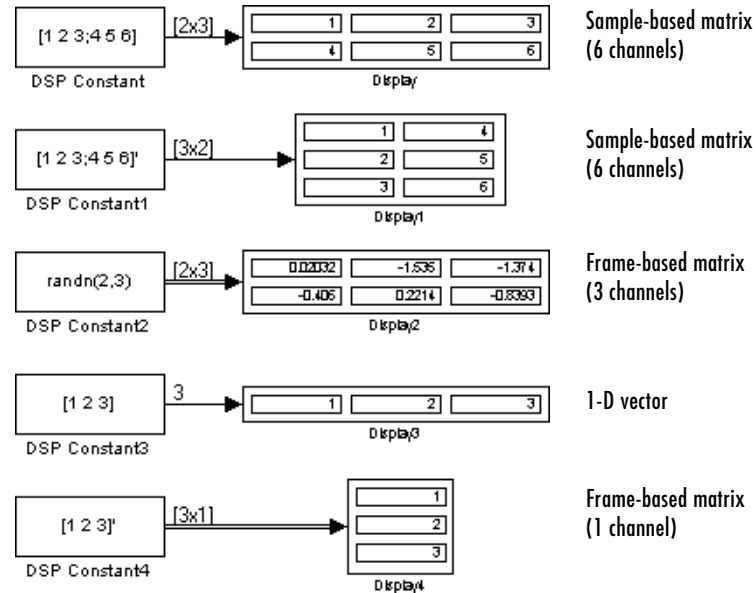 [1 2 3;4 5 6]
[2x3]
1 2 3
4 5 6
DSP Constant
Display
Sample-based matrix
(6 channels)
[1 2 3;4 5 6]'
[3x2]
1 4
2 5
3 6
DSP Constant1
Display1
Sample-based matrix
(6 channels)
randn(2,3)
[2x3]
0.02032 -1.535 -1.374
-0.406 0.2214 -0.8393
DSP Constant2
Display2
Frame-based matrix
(3 channels)
[1 2 3]
3
1 2 3
DSP Constant3
Display3
1-D vector
[1 2 3]'
[3x1]
1
2
3
DSP Constant4
Display4
Frame-based matrix
(1 channel)